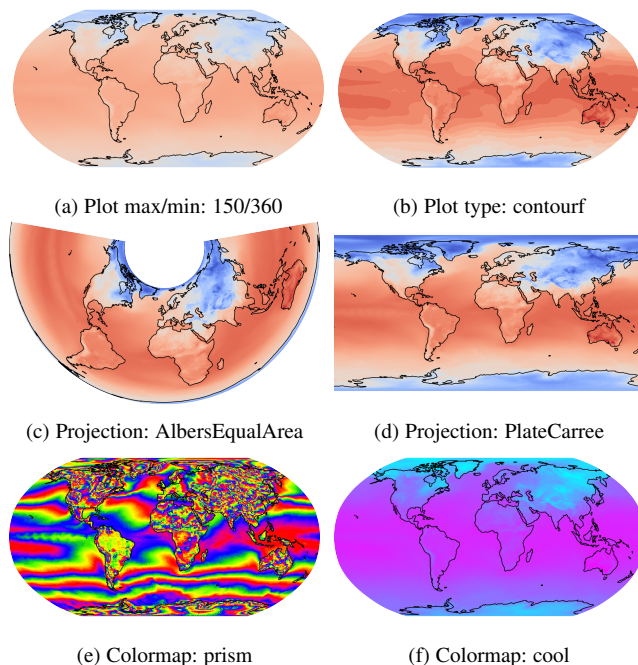 (a) Plot max/min: 150/360
(b) Plot type: contourf
(c) Projection: AlbersEqualArea
(d) Projection: PlateCarree
(e) Colormap: prism
(f) Colormap: cool